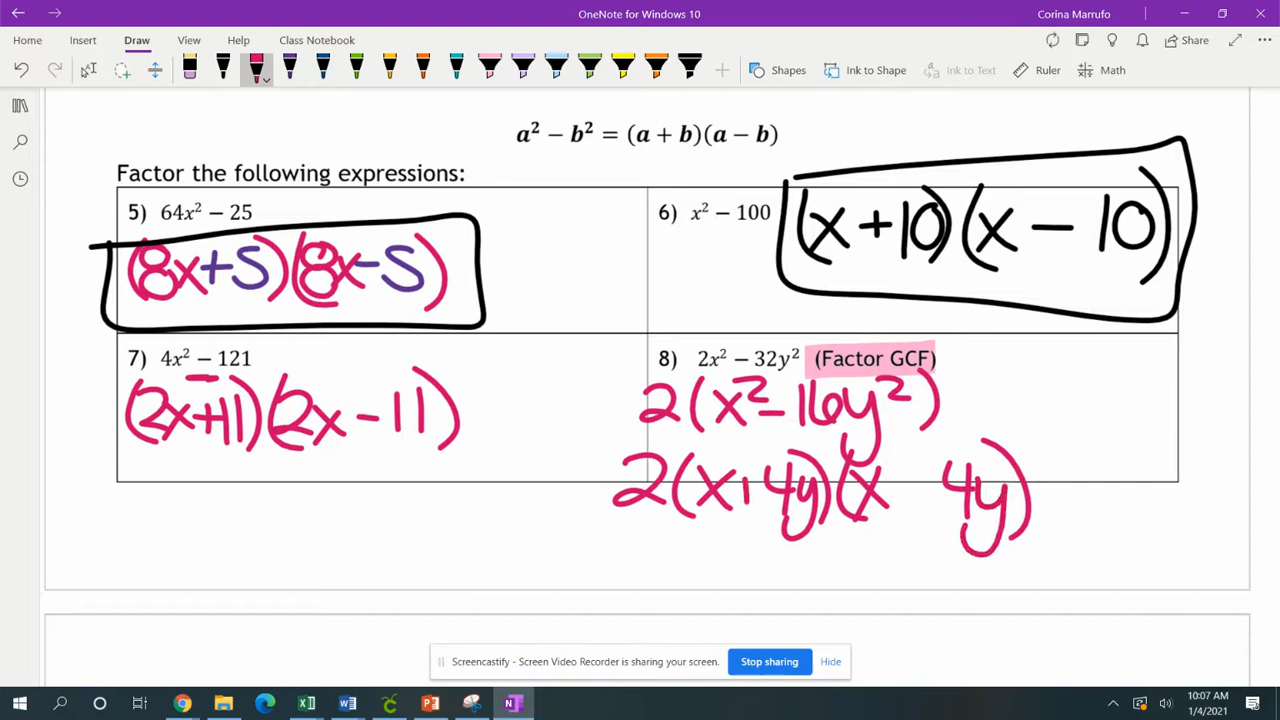 OneNote for Windows 10
Corina Marrufo
Home Insert Draw View Help Class Notebook
Share
Shapes Ink to Shape Ink to Text Ruler Math
a² − b² = (a + b)(a − b)
Factor the following expressions:
5) 64x² − 25
(8x+5)(8x-5)
6) x² − 100
(x +10)(x − 10)
7) 4x² − 121
(2x+11)(2x - 11)
8) 2x² − 32y² (Factor GCF)
2(x² - 16y²)
2(x+4y)(x 4y)
Screencastify - Screen Video Recorder is sharing your screen.
Stop sharing
Hide
10:07 AM
1/4/2021